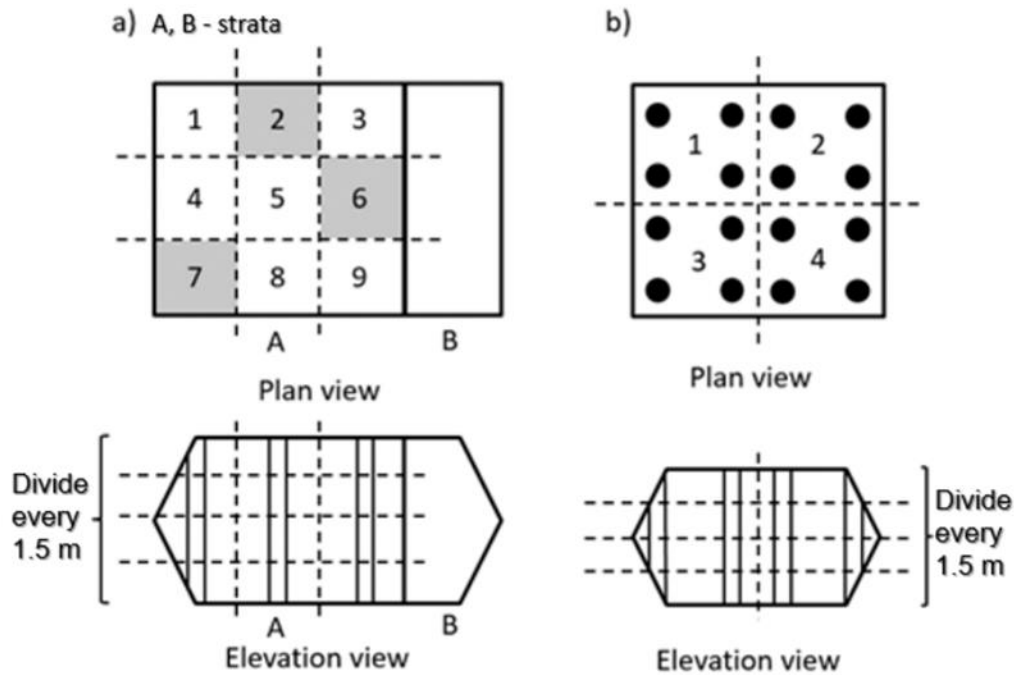 a) A, B - strata
1 2 3
4 5 6
7 8 9
A B
Plan view
Divide
every
1.5 m
A B
Elevation view
b)
1 2
3 4
Plan view
Divide
every
1.5 m
Elevation view